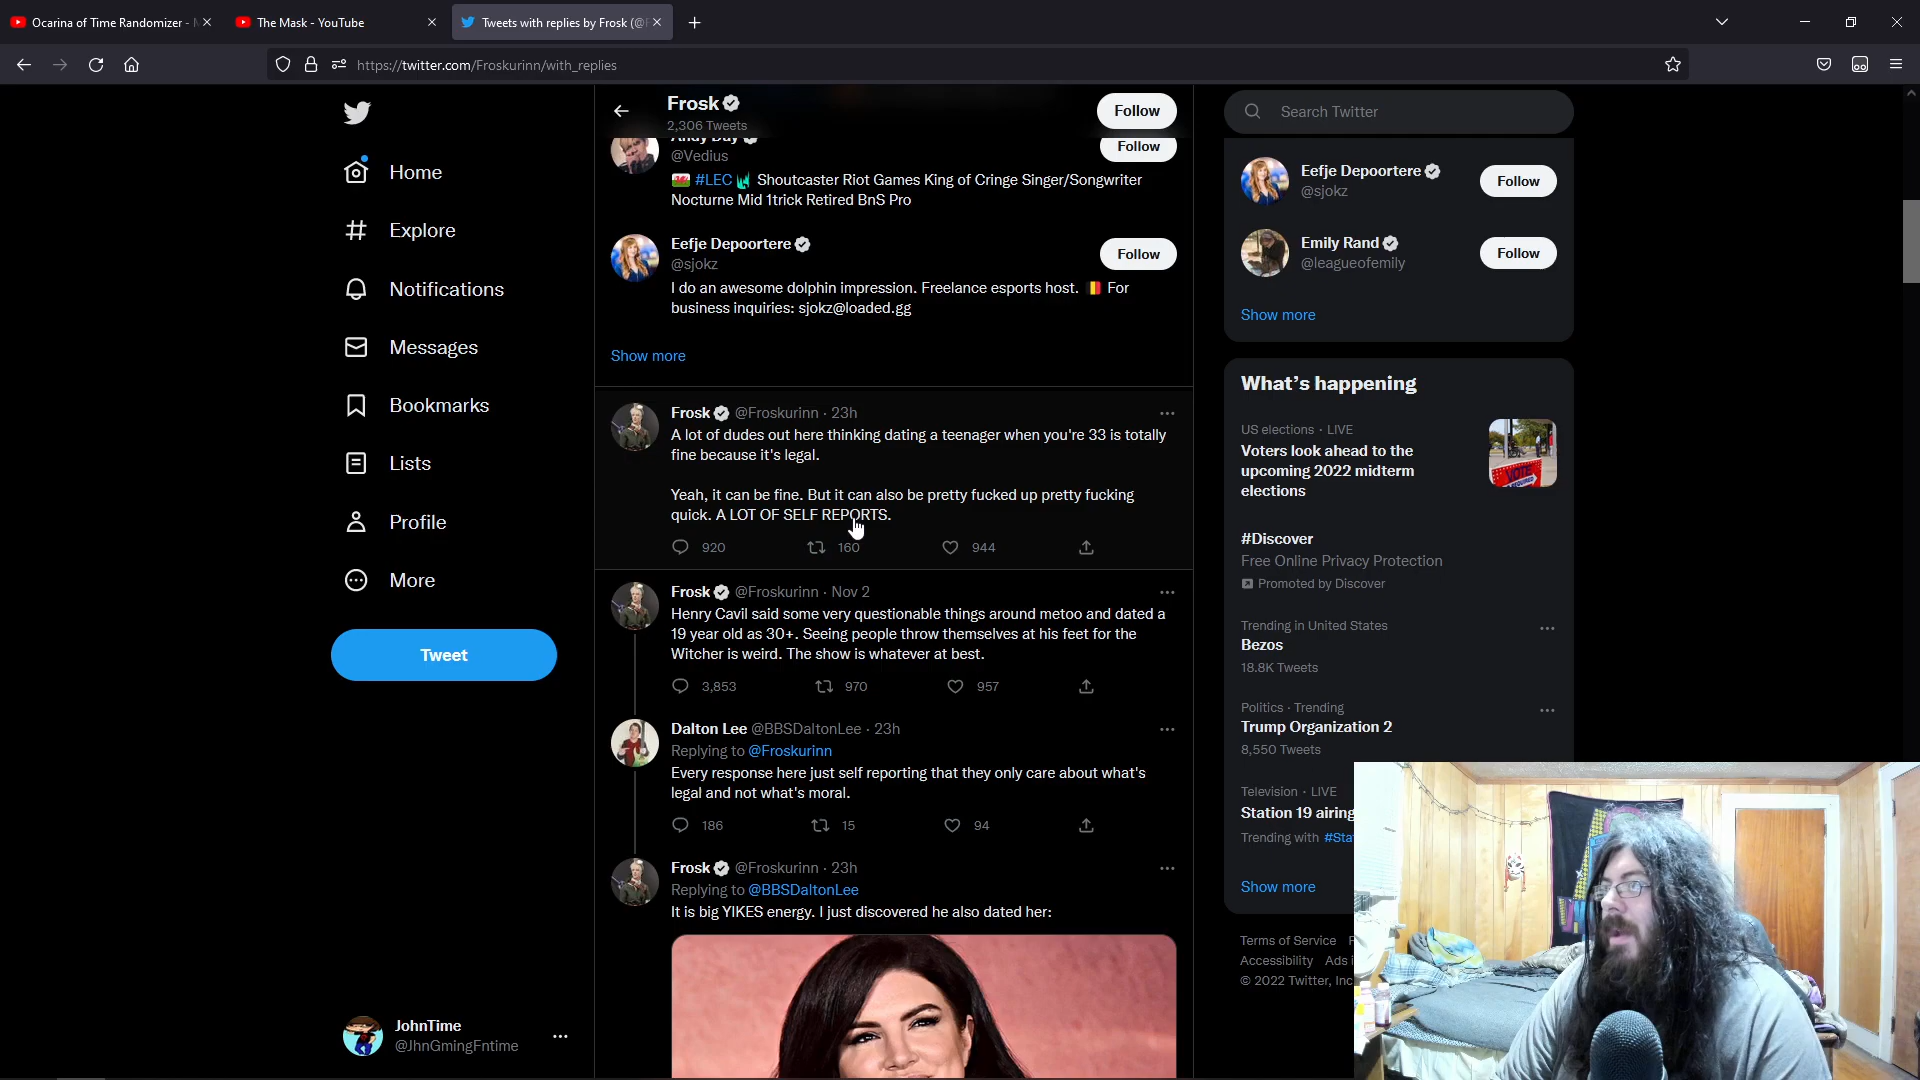 Ocarina of Time Randomizer -
The Mask - YouTube
Tweets with replies by Frosk (@F
https://twitter.com/Froskurinn/with_replies
Home
Explore
Notifications
Messages
Bookmarks
Lists
Profile
More
Tweet
JohnTime
@JhnGmingFntime
Frosk
2,306 Tweets
Follow
Andy Day
@Vedius
Follow
#LEC Shoutcaster Riot Games King of Cringe Singer/Songwriter
Nocturne Mid 1trick Retired BnS Pro
Eefje Depoortere
@sjokz
Follow
I do an awesome dolphin impression. Freelance esports host. For
business inquiries: sjokz@loaded.gg
Show more
Frosk @Froskurinn · 23h
A lot of dudes out here thinking dating a teenager when you're 33 is totally
fine because it's legal.
Yeah, it can be fine. But it can also be pretty fucked up pretty fucking
quick. A LOT OF SELF REPORTS.
920 160 944
Frosk @Froskurinn · Nov 2
Henry Cavil said some very questionable things around metoo and dated a
19 year old as 30+. Seeing people throw themselves at his feet for the
Witcher is weird. The show is whatever at best.
3,853 970 957
Dalton Lee @BBSDaltonLee · 23h
Replying to @Froskurinn
Every response here just self reporting that they only care about what's
legal and not what's moral.
186 15 94
Frosk @Froskurinn · 23h
Replying to @BBSDaltonLee
It is big YIKES energy. I just discovered he also dated her:
Search Twitter
Eefje Depoortere
@sjokz
Follow
Emily Rand
@leagueofemily
Follow
Show more
What's happening
US elections · LIVE
Voters look ahead to the
upcoming 2022 midterm
elections
VOTE
#Discover
Free Online Privacy Protection
Promoted by Discover
Trending in United States
Bezos
18.8K Tweets
Politics · Trending
Trump Organization 2
8,550 Tweets
Television · LIVE
Station 19 airing
Trending with #Sta
Show more
Terms of Service
Accessibility Ads i
© 2022 Twitter, Inc